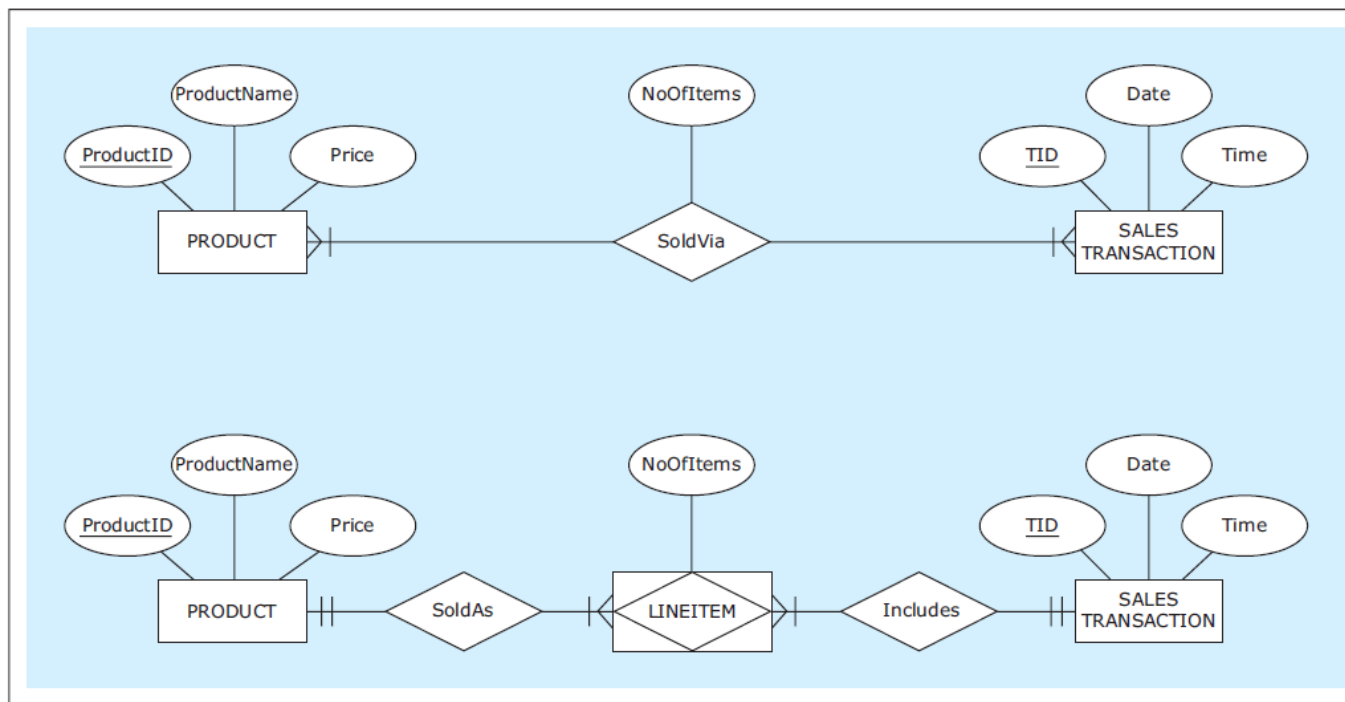 ProductName
NoOfItems
Date
ProductID
Price
TID
Time
PRODUCT
SoldVia
SALES
TRANSACTION
ProductName
NoOfItems
Date
ProductID
Price
TID
Time
PRODUCT
SoldAs
LINEITEM
Includes
SALES
TRANSACTION